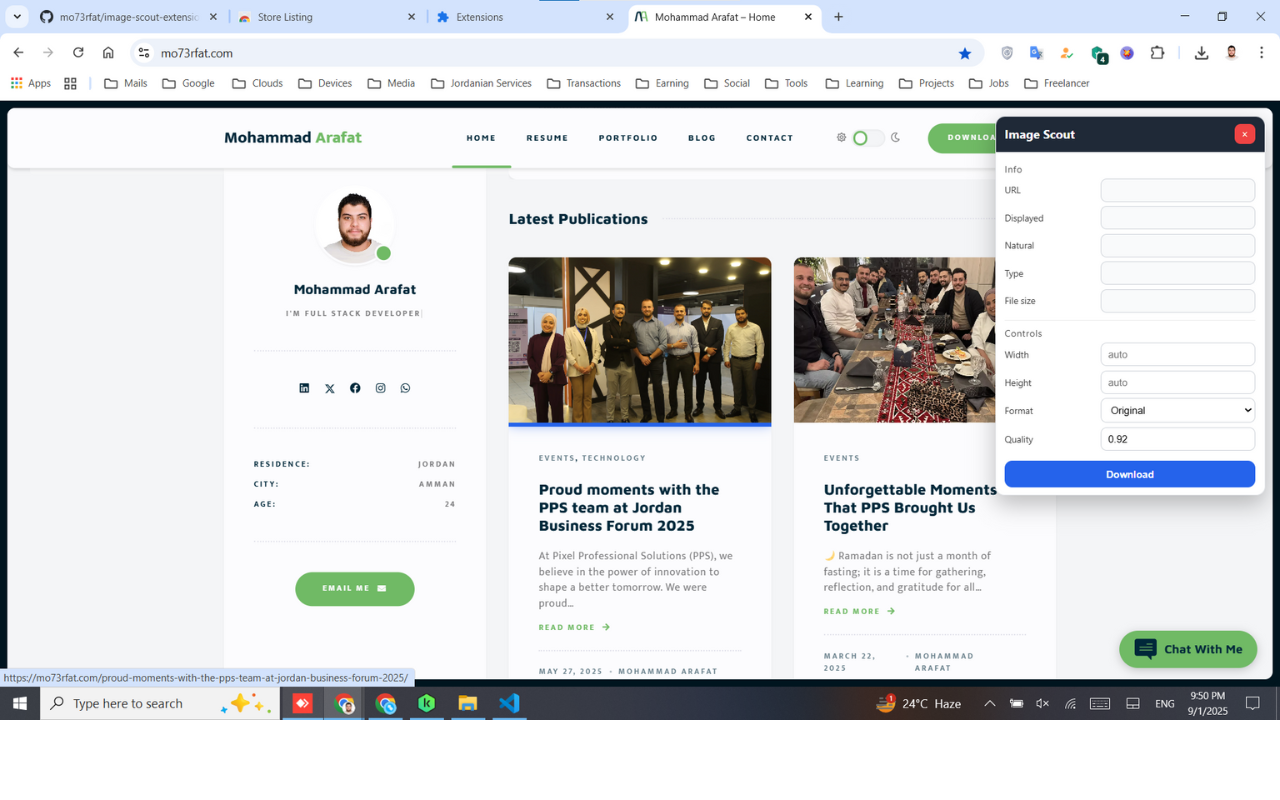 mo73rfat/image-scout-extensio
Store Listing
Extensions
Mohammad Arafat – Home
mo73rfat.com
4
Apps
Mails
Google
Clouds
Devices
Media
Jordanian Services
Transactions
Earning
Social
Tools
Learning
Projects
Jobs
Freelancer
Mohammad Arafat
HOME
RESUME
PORTFOLIO
BLOG
CONTACT
DOWNLOA
Mohammad Arafat
I'M FULL STACK DEVELOPER
RESIDENCE: JORDAN
CITY: AMMAN
AGE: 24
EMAIL ME
Latest Publications
EVENTS, TECHNOLOGY
Proud moments with the
PPS team at Jordan
Business Forum 2025
At Pixel Professional Solutions (PPS), we
believe in the power of innovation to
shape a better tomorrow. We were
proud...
READ MORE
MAY 27, 2025 - MOHAMMAD ARAFAT
EVENTS
Unforgettable Moments
That PPS Brought Us
Together
🌙 Ramadan is not just a month of
fasting; it is a time for gathering,
reflection, and gratitude for all...
READ MORE
MARCH 22,
2025
- MOHAMMAD
ARAFAT
Image Scout
×
Info
URL
Displayed
Natural
Type
File size
Controls
Width auto
Height auto
Format Original
Quality 0.92
Download
Chat With Me
https://mo73rfat.com/proud-moments-with-the-pps-team-at-jordan-business-forum-2025/
Type here to search
24°C Haze
ENG
9:50 PM
9/1/2025